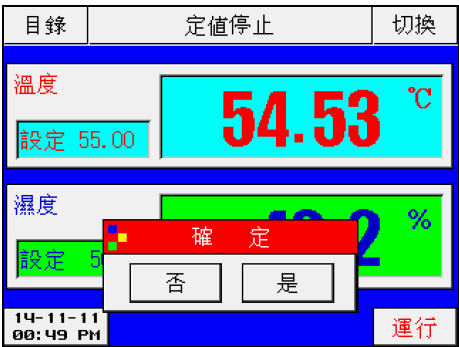 目錄 定值停止 切換
溫度 54.53 ℃
設定 55.00
濕度 %
設定 5
確 定
否 是
14-11-11
00:49 PM 運行